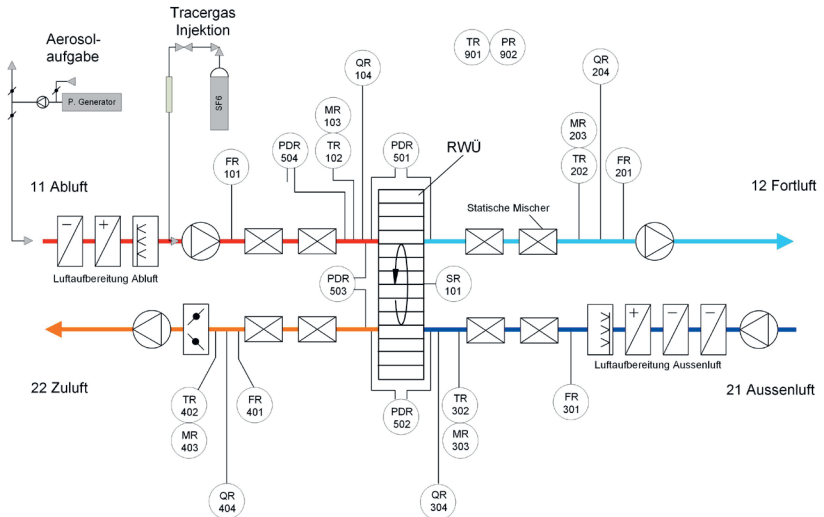 Tracergas
Injektion
Aerosol-
aufgabe
P. Generator
SF6
TR
901
PR
902
QR
104
QR
204
MR
103
MR
203
PDR
504
TR
102
PDR
501
RWÜ
TR
202
FR
201
FR
101
11 Abluft
12 Fortluft
Statische Mischer
Luftaufbereitung Abluft
PDR
503
SR
101
Luftaufbereitung Aussenluft
22 Zuluft
21 Aussenluft
TR
402
FR
401
PDR
502
TR
302
FR
301
MR
403
MR
303
QR
404
QR
304